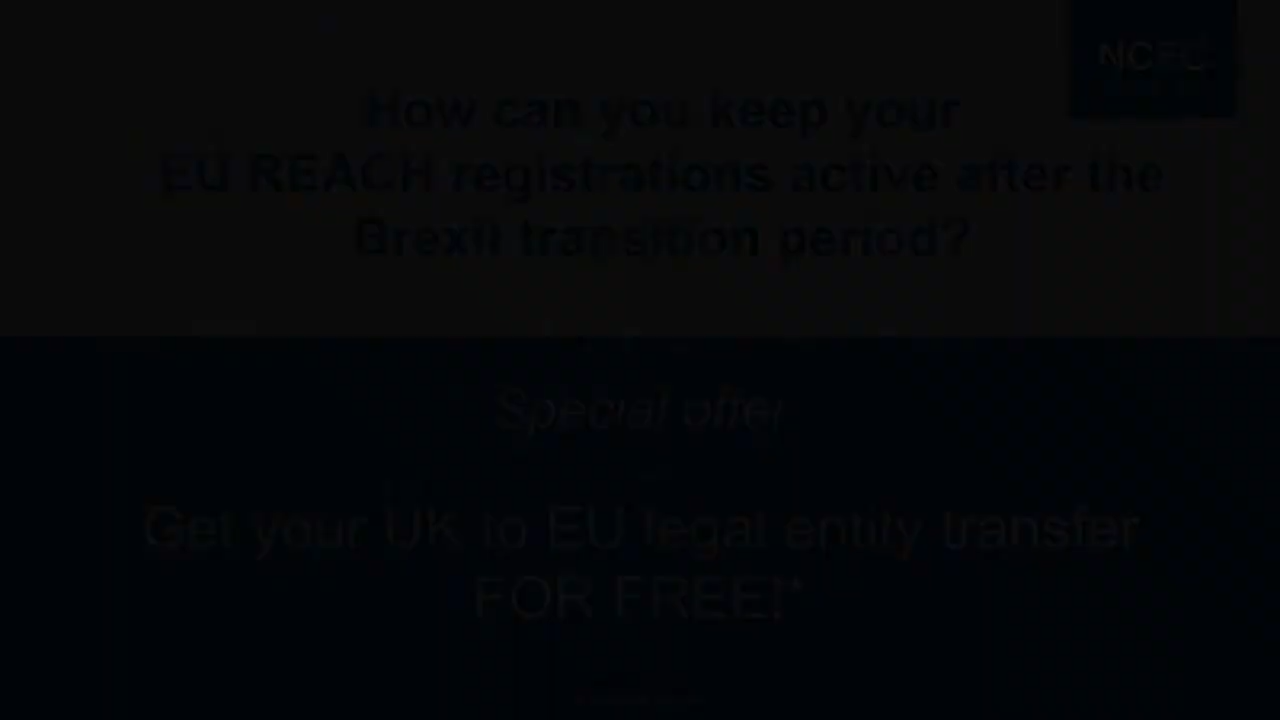 NCEC
How can you keep your
EU REACH registrations active after the
Brexit transition period?
Special offer
Get your UK to EU legal entity transfer
FOR FREE!*